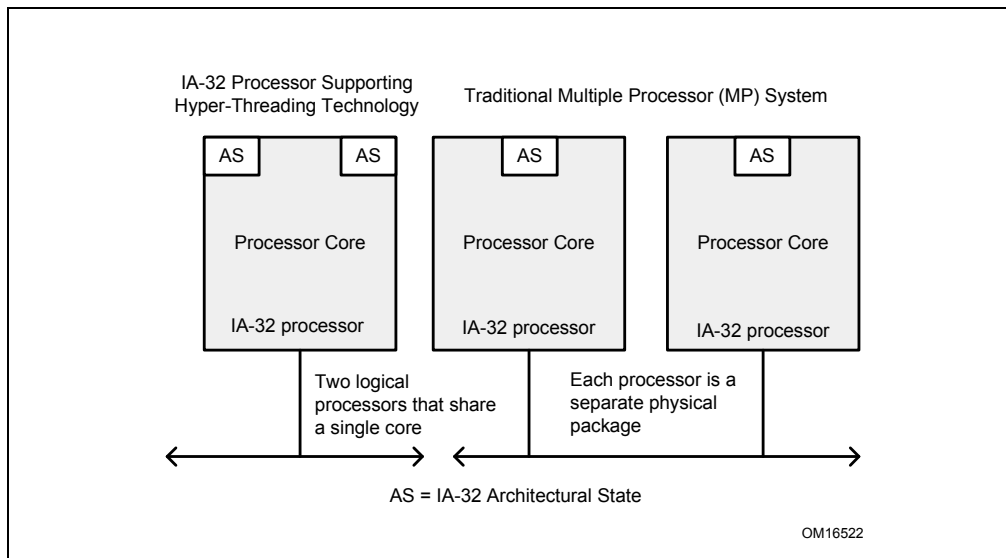 IA-32 Processor Supporting
Hyper-Threading Technology
Traditional Multiple Processor (MP) System
AS
AS
AS
AS
Processor Core
Processor Core
Processor Core
IA-32 processor
IA-32 processor
IA-32 processor
Two logical
processors that share
a single core
Each processor is a
separate physical
package
AS = IA-32 Architectural State
OM16522